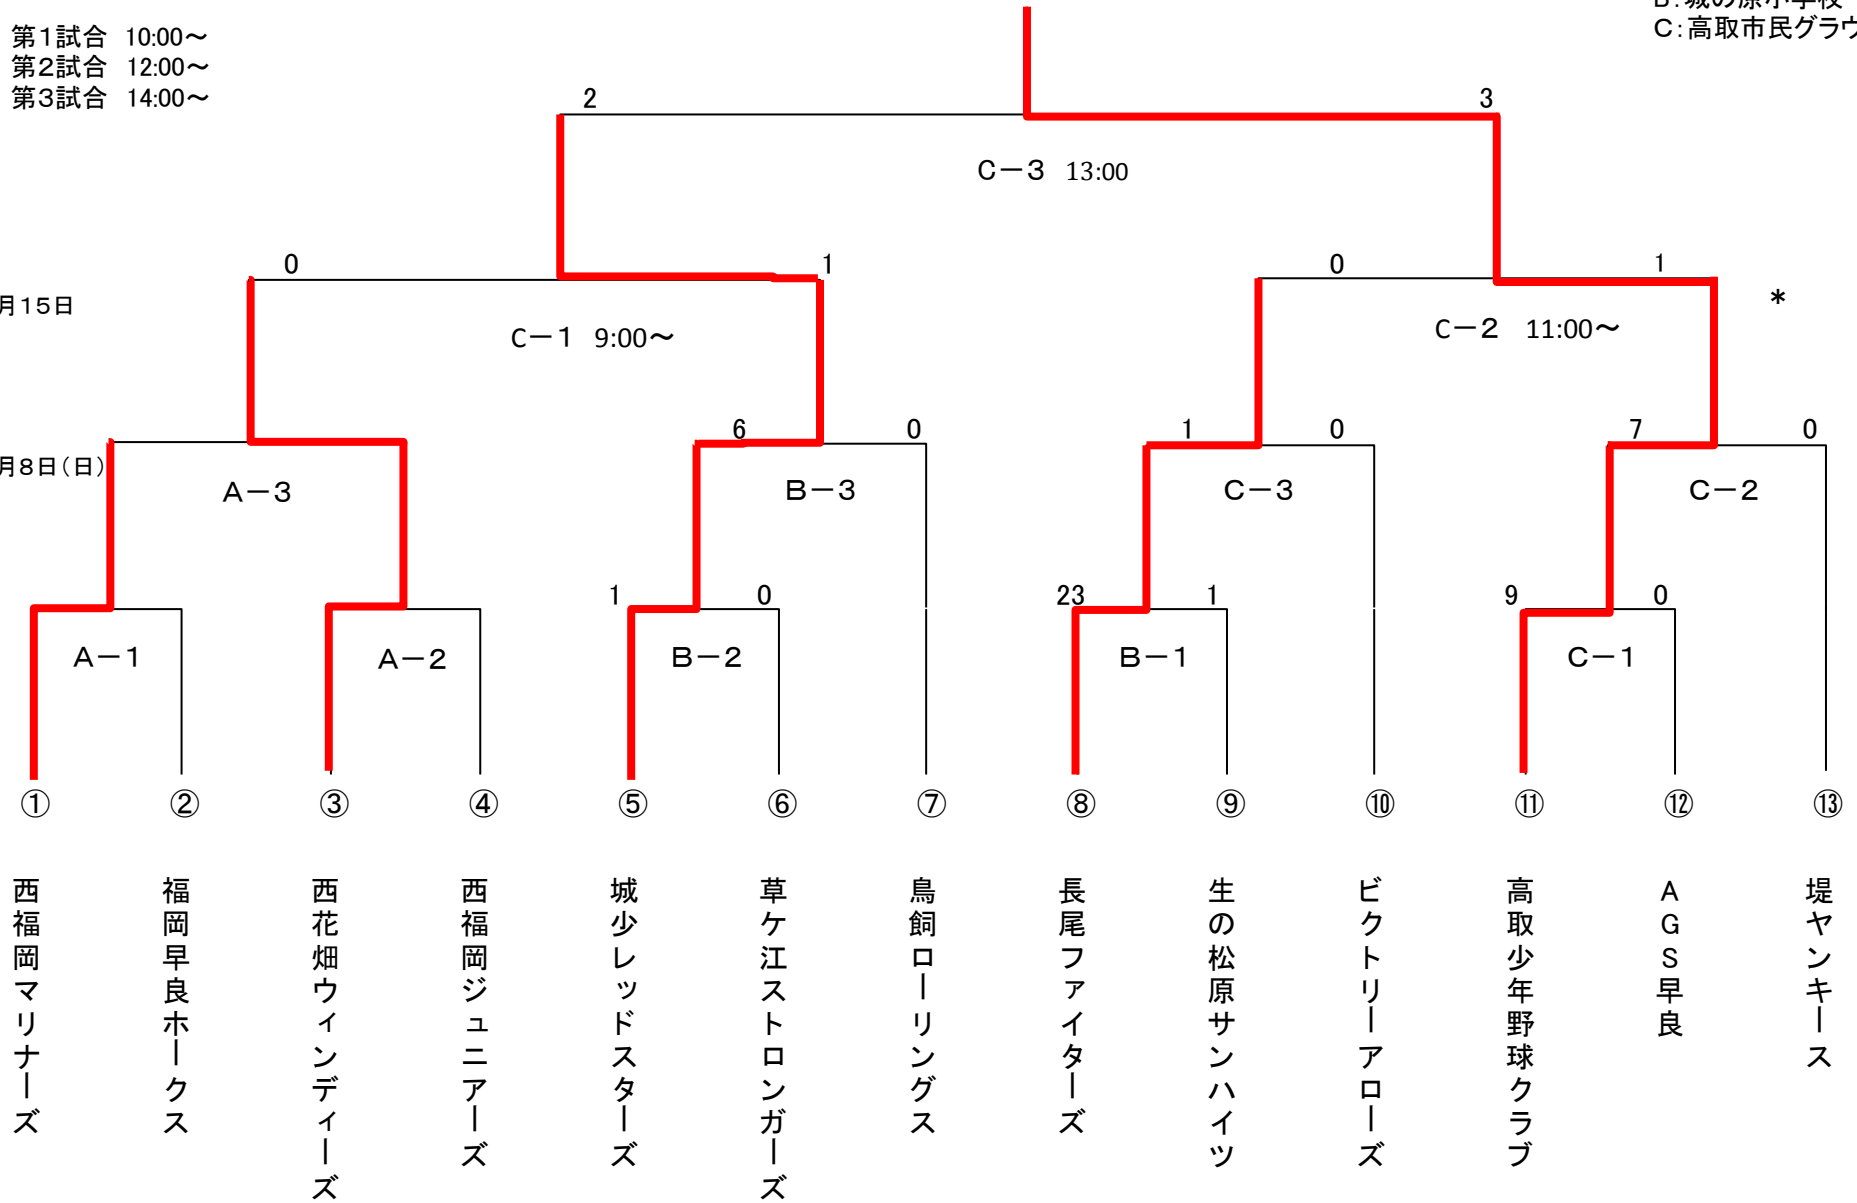 B：城の原小学校
C：高取市民グラウ
第1試合 10:00～
第2試合 12:00～
第3試合 14:00～
2
3
C－3 13:00
0
1
0
1
月15日
*
C－1 9:00～
C－2 11:00～
6
0
1
0
7
0
月8日（日）
A－3
B－3
C－3
C－2
1
0
23
1
9
0
A－1
A－2
B－2
B－1
C－1
①
②
③
④
⑤
⑥
⑦
⑧
⑨
⑩
⑪
⑫
⑬
西福岡マリナーズ
福岡早良ホークス
西花畑ウィンディーズ
西福岡ジュニアーズ
城少レッドスターズ
草ケ江ストロンガーズ
鳥飼ローリングス
長尾ファイターズ
生の松原サンハイツ
ビクトリーアローズ
高取少年野球クラブ
AGS早良
堤ヤンキース